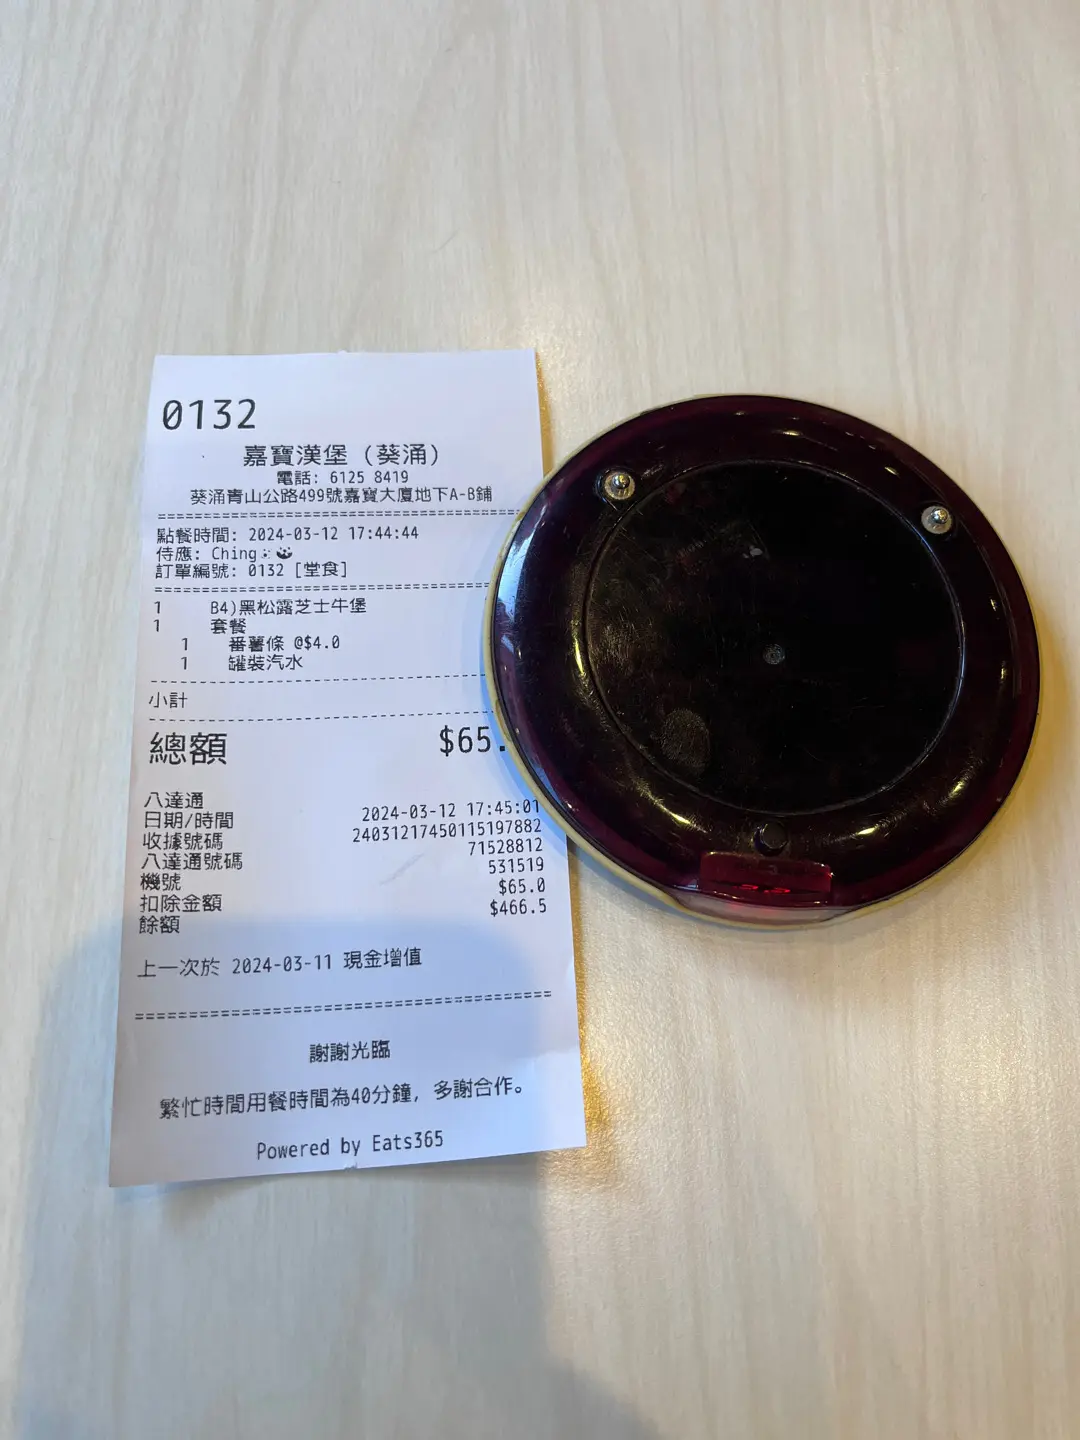 0132
嘉寶漢堡 (葵涌)
電話: 6125 8419
葵涌青山公路499號嘉寶大廈地下A-B鋪
點餐時間: 2024-03-12 17:44:44
侍應: Ching
訂單編號: 0132 [堂食]
1 B4)黑松露芝士牛堡
1 套餐
1 番薯條 @$4.0
1 罐裝汽水
小計
總額 $65.
八達通
日期/時間 2024-03-12 17:45:01
收據號碼 24031217450115197882
八達通號碼 71528812
機號 531519
扣除金額 $65.0
餘額 $466.5
上一次於 2024-03-11 現金增值
謝謝光臨
繁忙時間用餐時間為40分鐘, 多謝合作。
Powered by Eats365